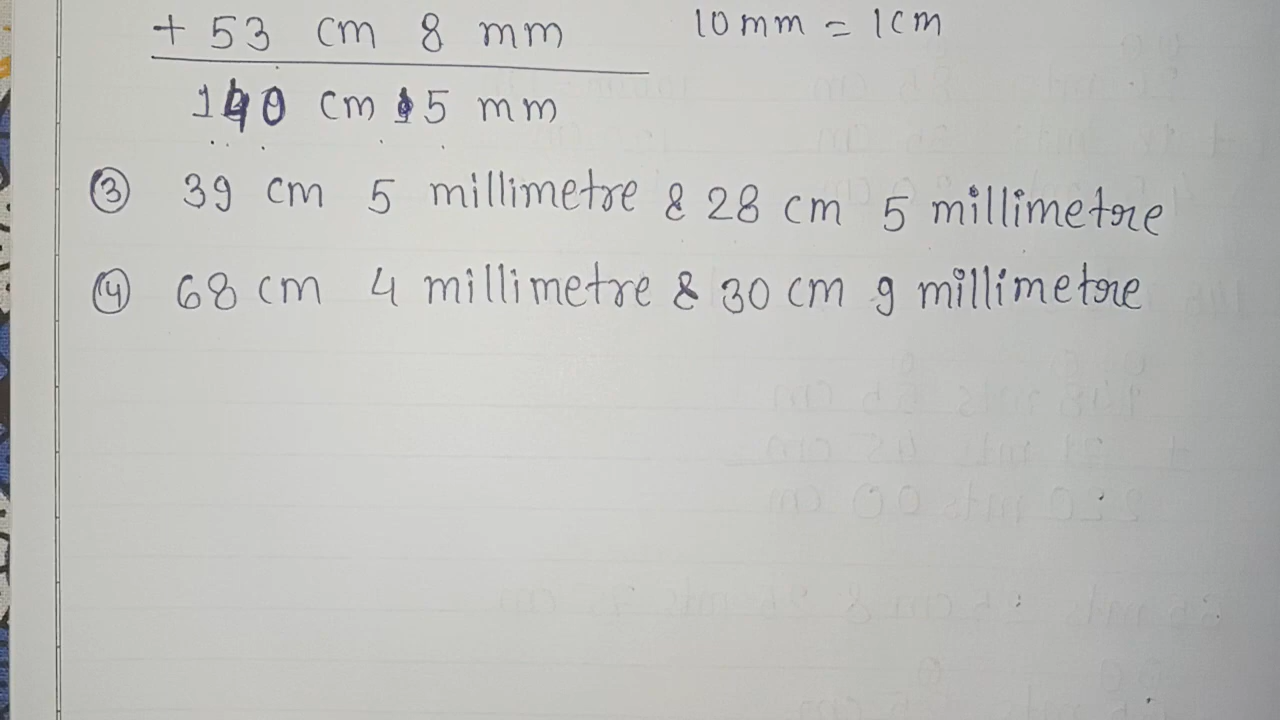 + 53 cm 8 mm 10 mm = 1 cm
140 cm 5 mm
③ 39 cm 5 millimetre & 28 cm 5 millimetre
④ 68 cm 4 millimetre & 30 cm 9 millimetre